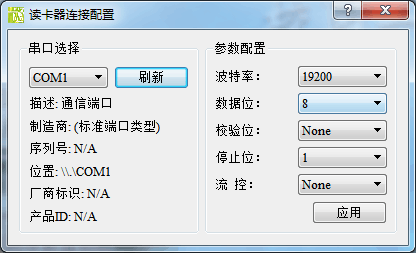 读卡器连接配置
串口选择
COM1
刷新
描述: 通信端口
制造商: (标准端口类型)
序列号: N/A
位置: \\.\COM1
厂商标识: N/A
产品ID: N/A
参数配置
波特率： 19200
数据位： 8
校验位： None
停止位： 1
流 控： None
应用